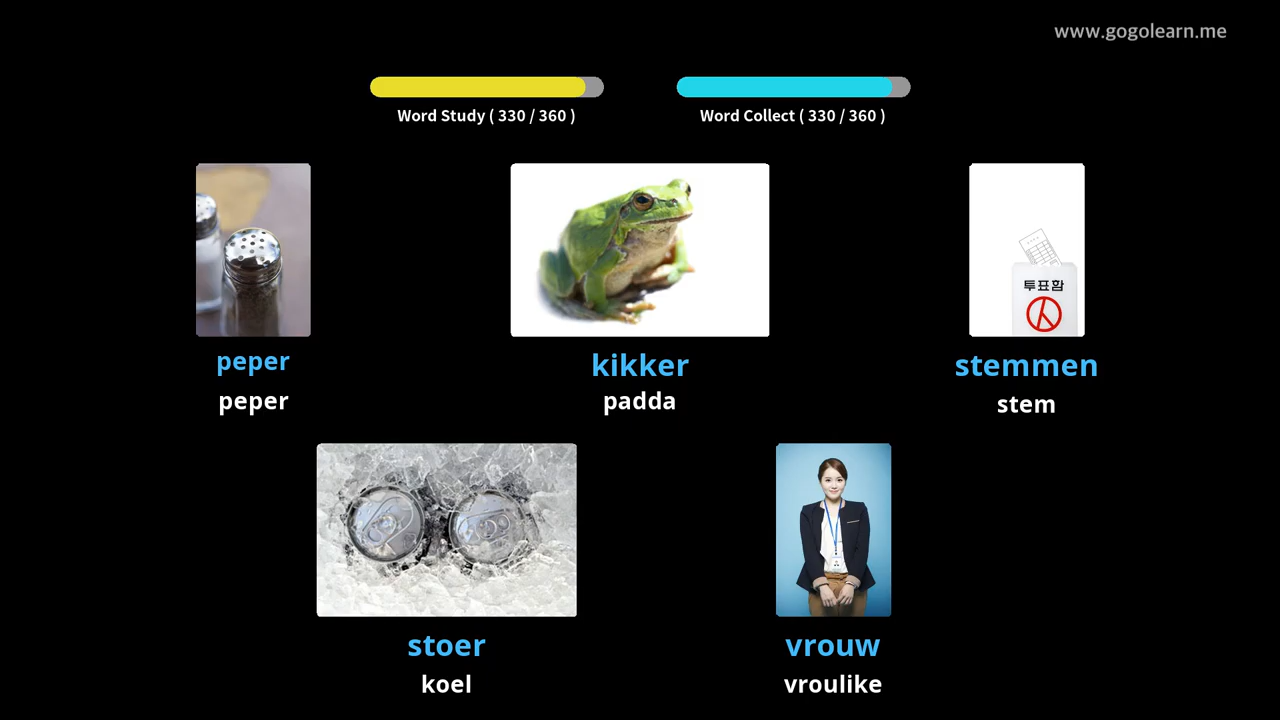 www.gogolearn.me
Word Study ( 330 / 360 )
Word Collect ( 330 / 360 )
투표함
peper
peper
kikker
padda
stemmen
stem
stoer
koel
vrouw
vroulike